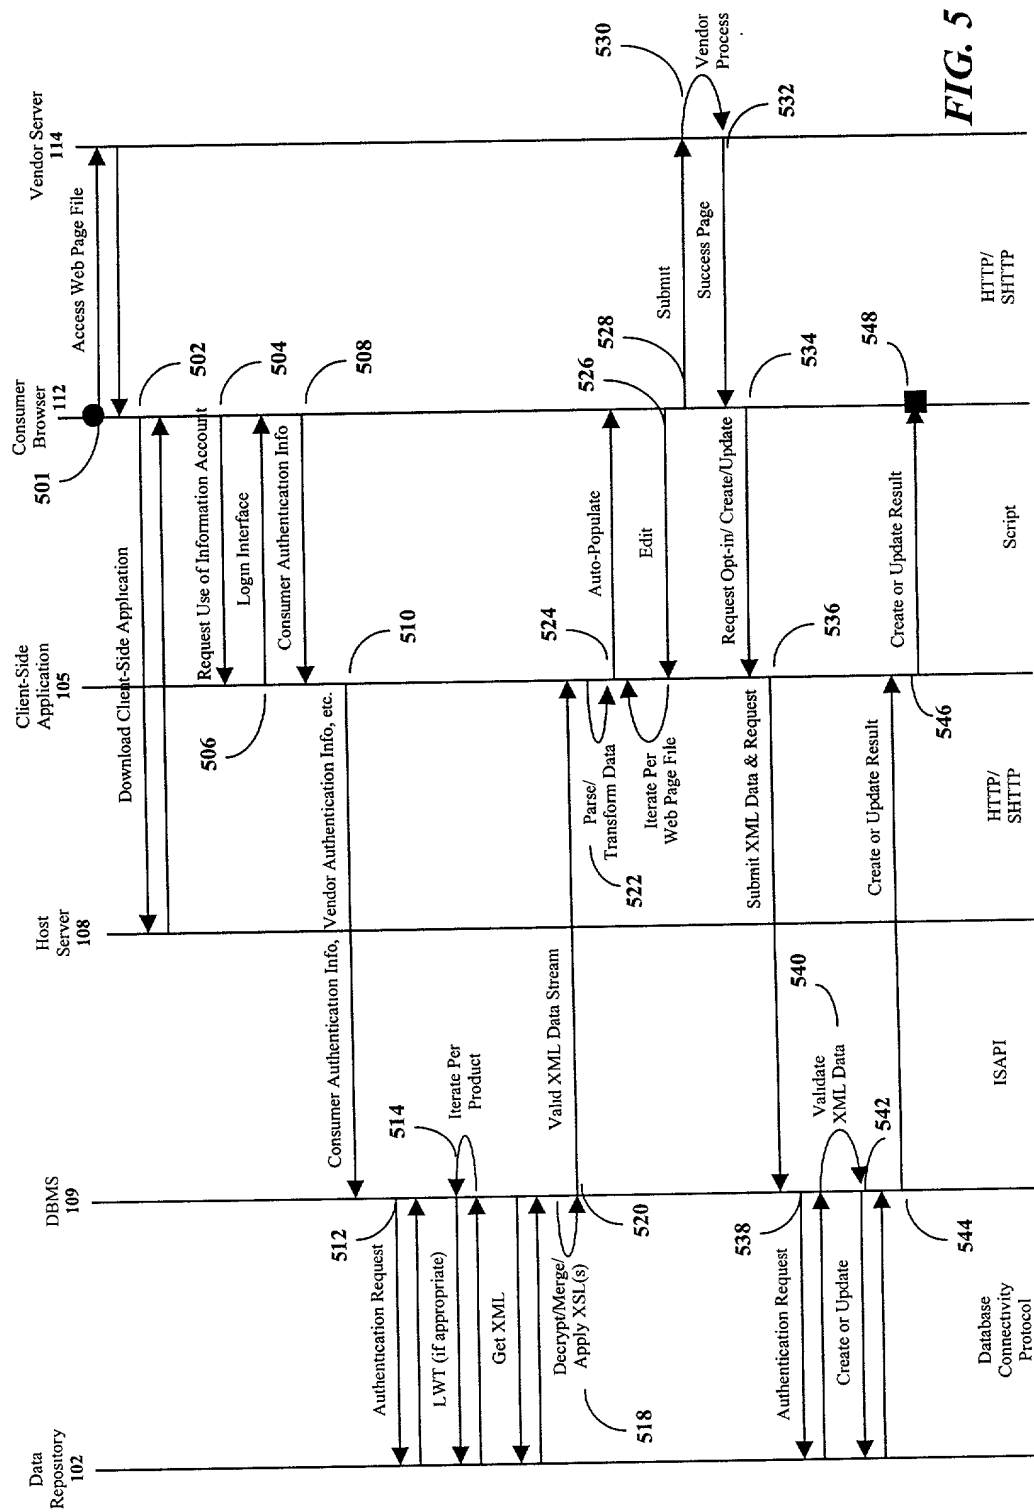 Data
Repository
102
DBMS
109
Host
Server
108
Client-Side
Application
105
Consumer
Browser
112
Vendor Server
114
501
Access Web Page File
Download Client-Side Application
502
Request Use of Information Account
504
Login Interface
506
Consumer Authentication Info
508
Consumer Authentication Info, Vendor Authentication Info, etc.
510
Authentication Request
512
LWT (if appropriate)
514
Iterate Per
Product
Get XML
Decrypt/Merge/
Apply XSL(s)
518
Valid XML Data Stream
520
Parse/
Transform Data
522
524
Auto-Populate
Iterate Per
Web Page File
Edit
526
528
Submit
530
Vendor
Process
Success Page
532
Request Opt-in/ Create/Update
534
Submit XML Data & Request
536
Authentication Request
538
Validate
XML Data
540
Create or Update
542
544
Create or Update Result
546
Create or Update Result
548
Database
Connectivity
Protocol
ISAPI
HTTP/
SHTTP
Script
HTTP/
SHTTP
FIG. 5